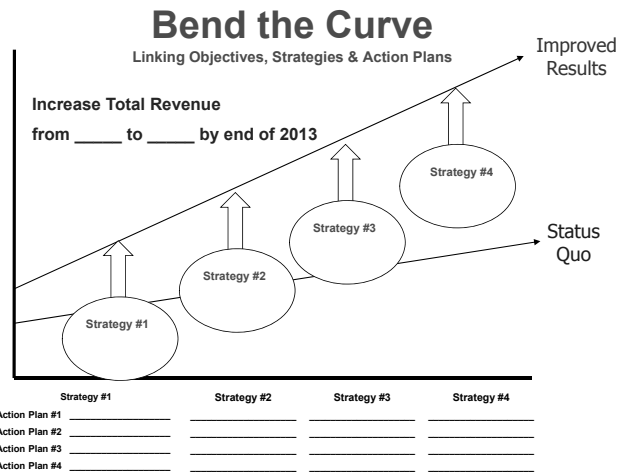 Bend the Curve
Linking Objectives, Strategies & Action Plans
Improved
Results
Increase Total Revenue
from _____ to _____ by end of 2013
Strategy #4
Strategy #3
Status
Quo
Strategy #2
Strategy #1
Strategy #1 Strategy #2 Strategy #3 Strategy #4
Action Plan #1
Action Plan #2
Action Plan #3
Action Plan #4